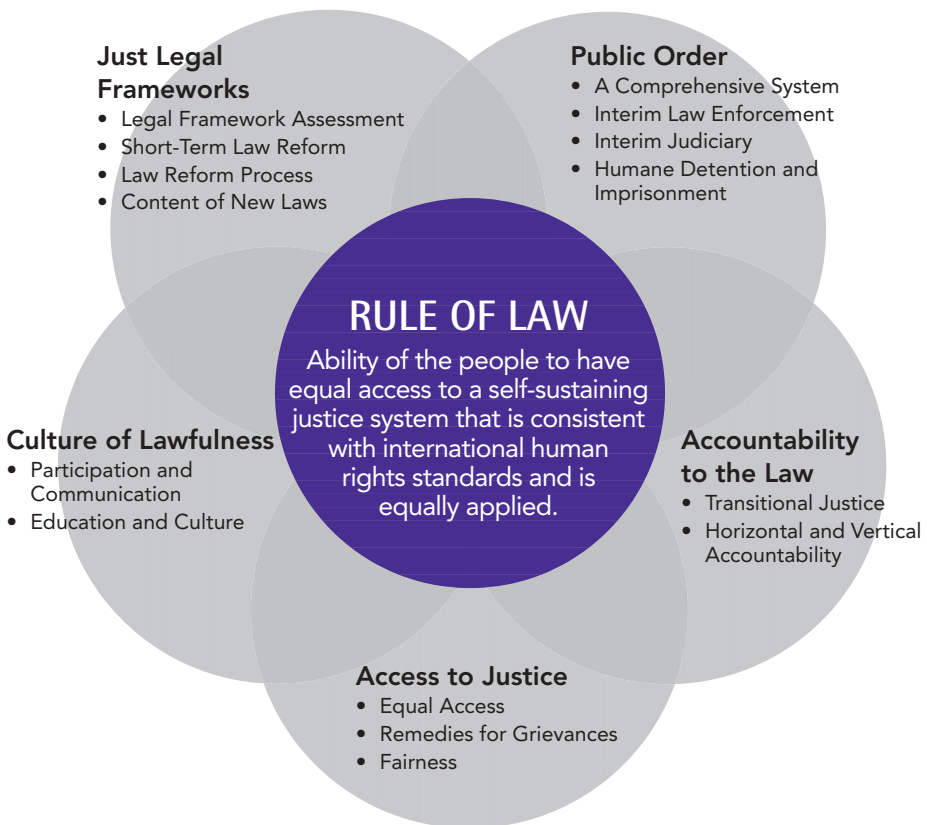 Just Legal
Frameworks
• Legal Framework Assessment
• Short-Term Law Reform
• Law Reform Process
• Content of New Laws
Public Order
• A Comprehensive System
• Interim Law Enforcement
• Interim Judiciary
• Humane Detention and
Imprisonment
RULE OF LAW
Ability of the people to have
equal access to a self-sustaining
justice system that is consistent
with international human
rights standards and is
equally applied.
Culture of Lawfulness
• Participation and
Communication
• Education and Culture
Accountability
to the Law
• Transitional Justice
• Horizontal and Vertical
Accountability
Access to Justice
• Equal Access
• Remedies for Grievances
• Fairness